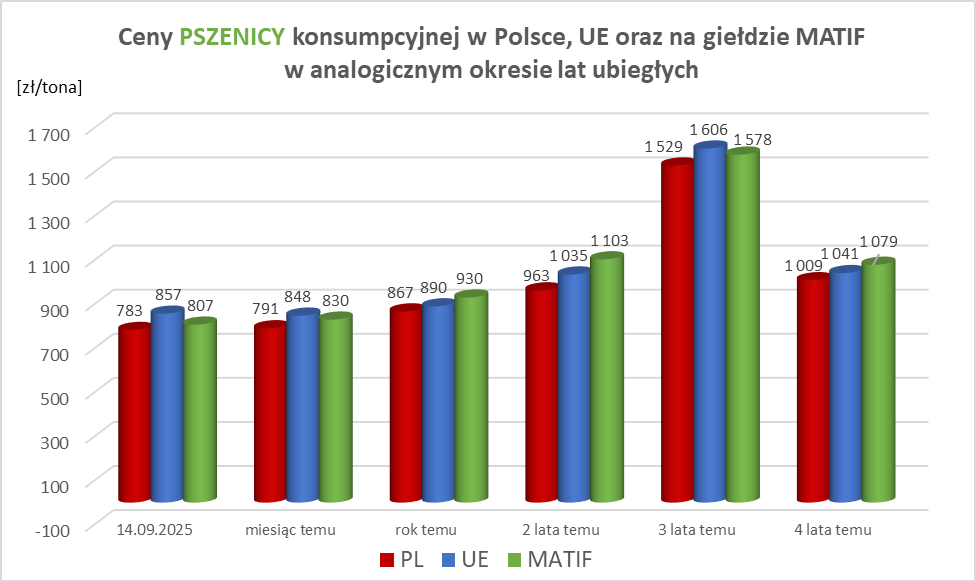 Ceny PSZENICY konsumpcyjnej w Polsce, UE oraz na giełdzie MATIF
w analogicznym okresie lat ubiegłych
[zł/tona]
1 700
1 500
1 300
1 100
900
700
500
300
100
-100
783 857 807
791 848 830
867 890 930
963 1 035 1 103
1 529 1 606 1 578
1 009 1 041 1 079
14.09.2025 miesiąc temu rok temu 2 lata temu 3 lata temu 4 lata temu
PL UE MATIF